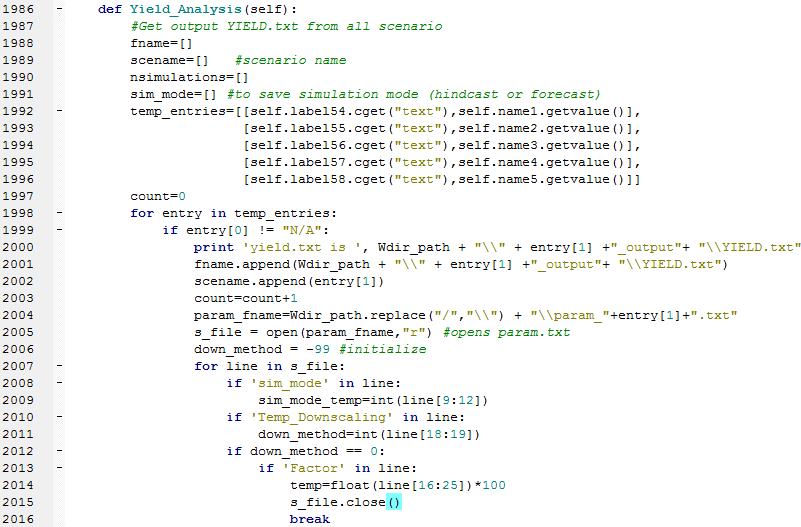 1986 - def Yield_Analysis(self):
1987 #Get output YIELD.txt from all scenario
1988 fname=[]
1989 scename=[] #scenario name
1990 nsimulations=[]
1991 sim_mode=[] #to save simulation mode (hindcast or forecast)
1992 - temp_entries=[[self.label54.cget("text"),self.name1.getvalue()],
1993 [self.label55.cget("text"),self.name2.getvalue()],
1994 [self.label56.cget("text"),self.name3.getvalue()],
1995 [self.label57.cget("text"),self.name4.getvalue()],
1996 [self.label58.cget("text"),self.name5.getvalue()]]
1997 count=0
1998 - for entry in temp_entries:
1999 - if entry[0] != "N/A":
2000 print 'yield.txt is ', Wdir_path + "\\" + entry[1] +"_output"+ "\\YIELD.txt"
2001 fname.append(Wdir_path + "\\" + entry[1] +"_output"+ "\\YIELD.txt")
2002 scename.append(entry[1])
2003 count=count+1
2004 param_fname=Wdir_path.replace("/","\\") + "\\param_"+entry[1]+".txt"
2005 s_file = open(param_fname,"r") #opens param.txt
2006 down_method = -99 #initialize
2007 - for line in s_file:
2008 - if 'sim_mode' in line:
2009 sim_mode_temp=int(line[9:12])
2010 - if 'Temp_Downscaling' in line:
2011 down_method=int(line[18:19])
2012 - if down_method == 0:
2013 - if 'Factor' in line:
2014 temp=float(line[16:25])*100
2015 s_file.close()
2016 break